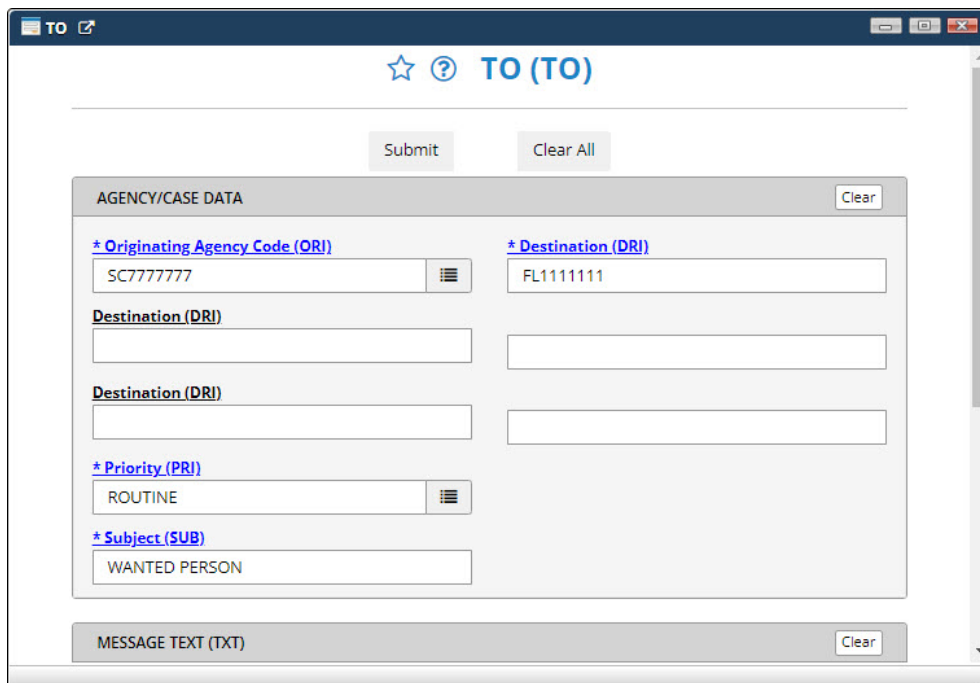 TO
TO (TO)
Submit Clear All
AGENCY/CASE DATA Clear
* Originating Agency Code (ORI) * Destination (DRI)
SC7777777 FL1111111
Destination (DRI)
Destination (DRI)
* Priority (PRI)
ROUTINE
* Subject (SUB)
WANTED PERSON
MESSAGE TEXT (TXT) Clear